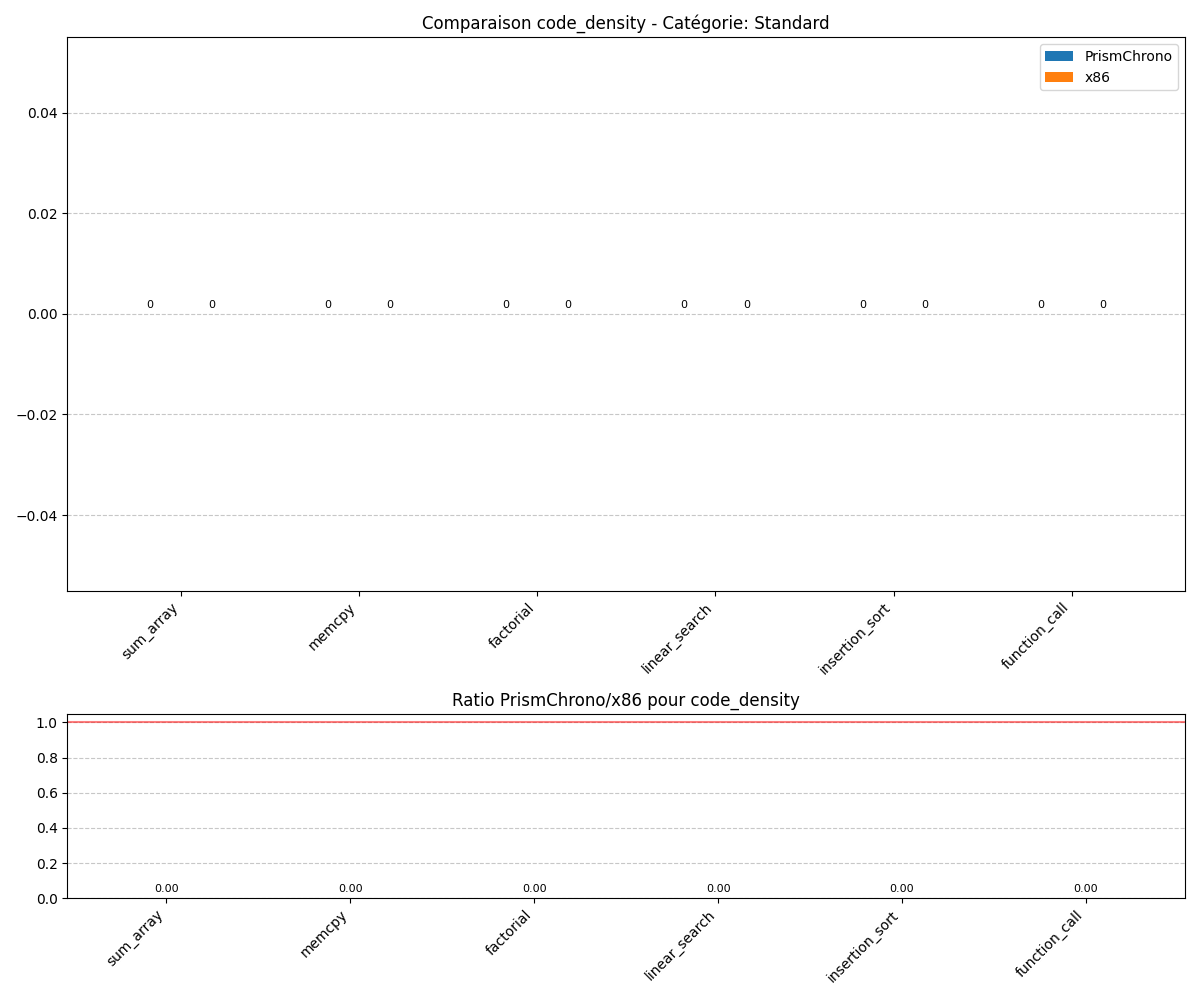 Comparaison code_density - Catégorie: Standard
PrismChrono
x86
0.04
0.02
0.00
−0.02
−0.04
0 0 0 0 0 0 0 0 0 0 0 0
sum_array memcpy factorial linear_search insertion_sort function_call
Ratio PrismChrono/x86 pour code_density
1.0
0.8
0.6
0.4
0.2
0.0
0.00 0.00 0.00 0.00 0.00 0.00
sum_array memcpy factorial linear_search insertion_sort function_call